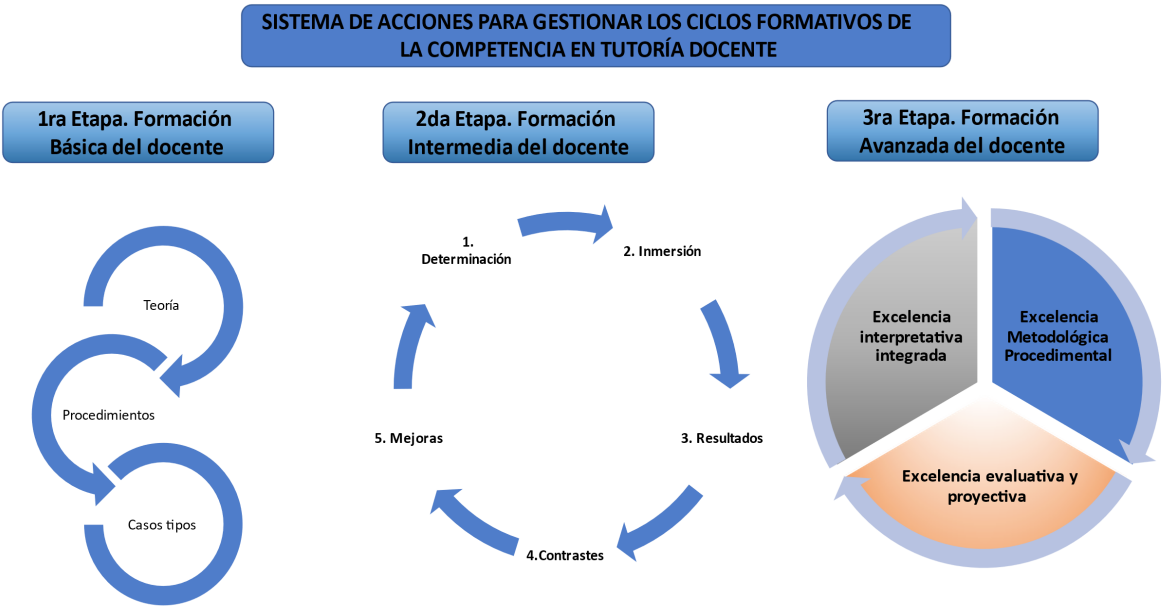 SISTEMA DE ACCIONES PARA GESTIONAR LOS CICLOS FORMATIVOS DE
LA COMPETENCIA EN TUTORÍA DOCENTE
1ra Etapa. Formación
Básica del docente
2da Etapa. Formación
Intermedia del docente
3ra Etapa. Formación
Avanzada del docente
Teoría
Procedimientos
Casos tipos
1.
Determinación
2. Inmersión
3. Resultados
4.Contrastes
5. Mejoras
Excelencia
interpretativa
integrada
Excelencia
Metodológica
Procedimental
Excelencia evaluativa y
proyectiva